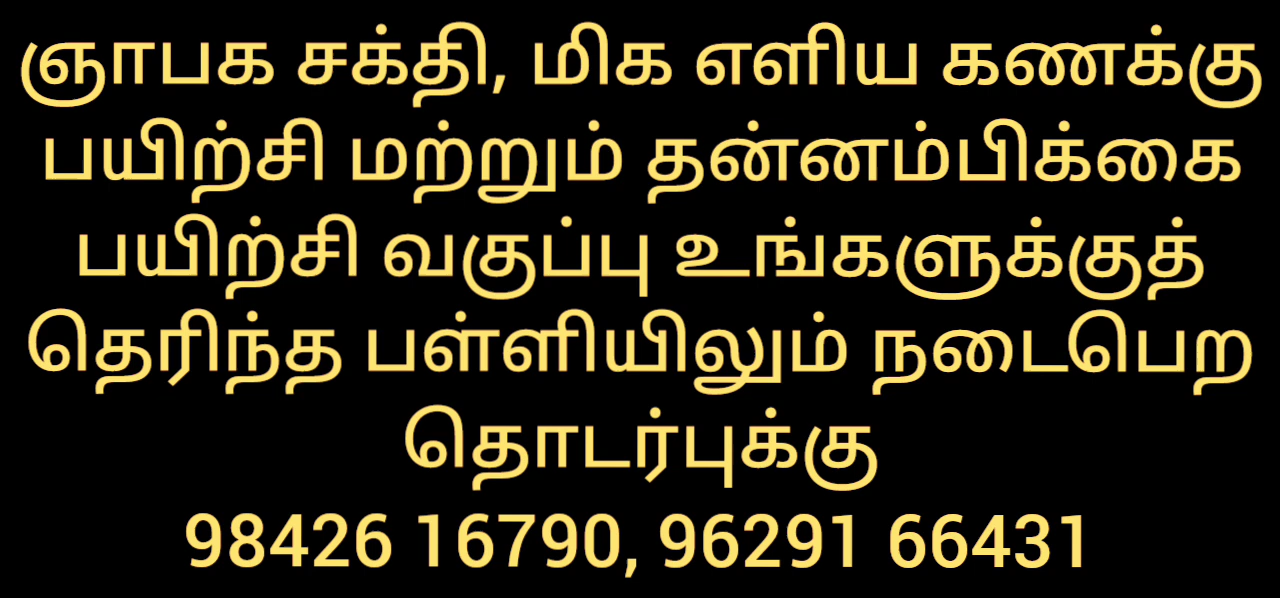 ஞாபக சக்தி, மிக எளிய கணக்கு
பயிற்சி மற்றும் தன்னம்பிக்கை
பயிற்சி வகுப்பு உங்களுக்குத்
தெரிந்த பள்ளியிலும் நடைபெற
தொடர்புக்கு
98426 16790, 96291 66431